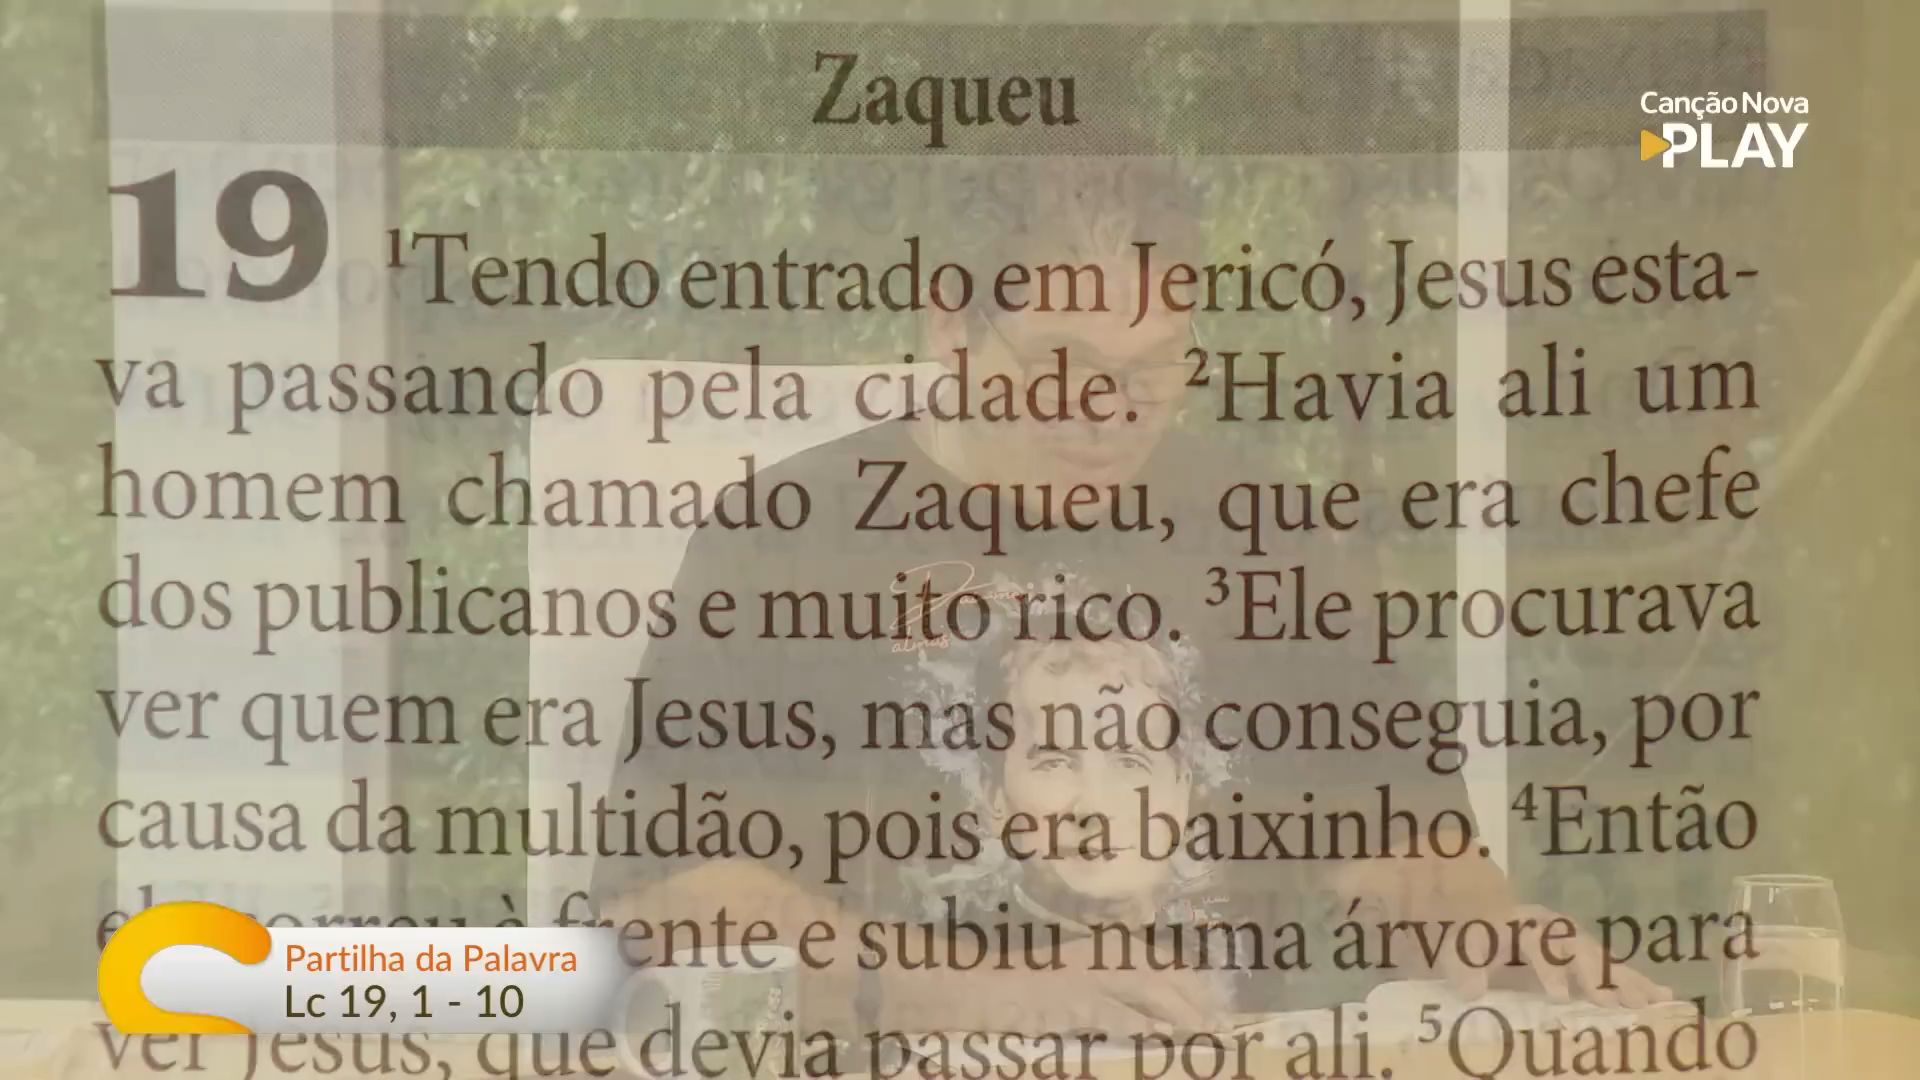 Zaqueu
Canção Nova
PLAY
19 ¹Tendo entrado em Jericó, Jesus esta-
va passando pela cidade. ²Havia ali um
homem chamado Zaqueu, que era chefe
dos publicanos e muito rico. ³Ele procurava
ver quem era Jesus, mas não conseguia, por
causa da multidão, pois era baixinho. ⁴Então
correu à frente e subiu numa árvore para
ver Jesus, que devia passar por ali. ⁵Quando
almas
Partilha da Palavra
Lc 19, 1 - 10